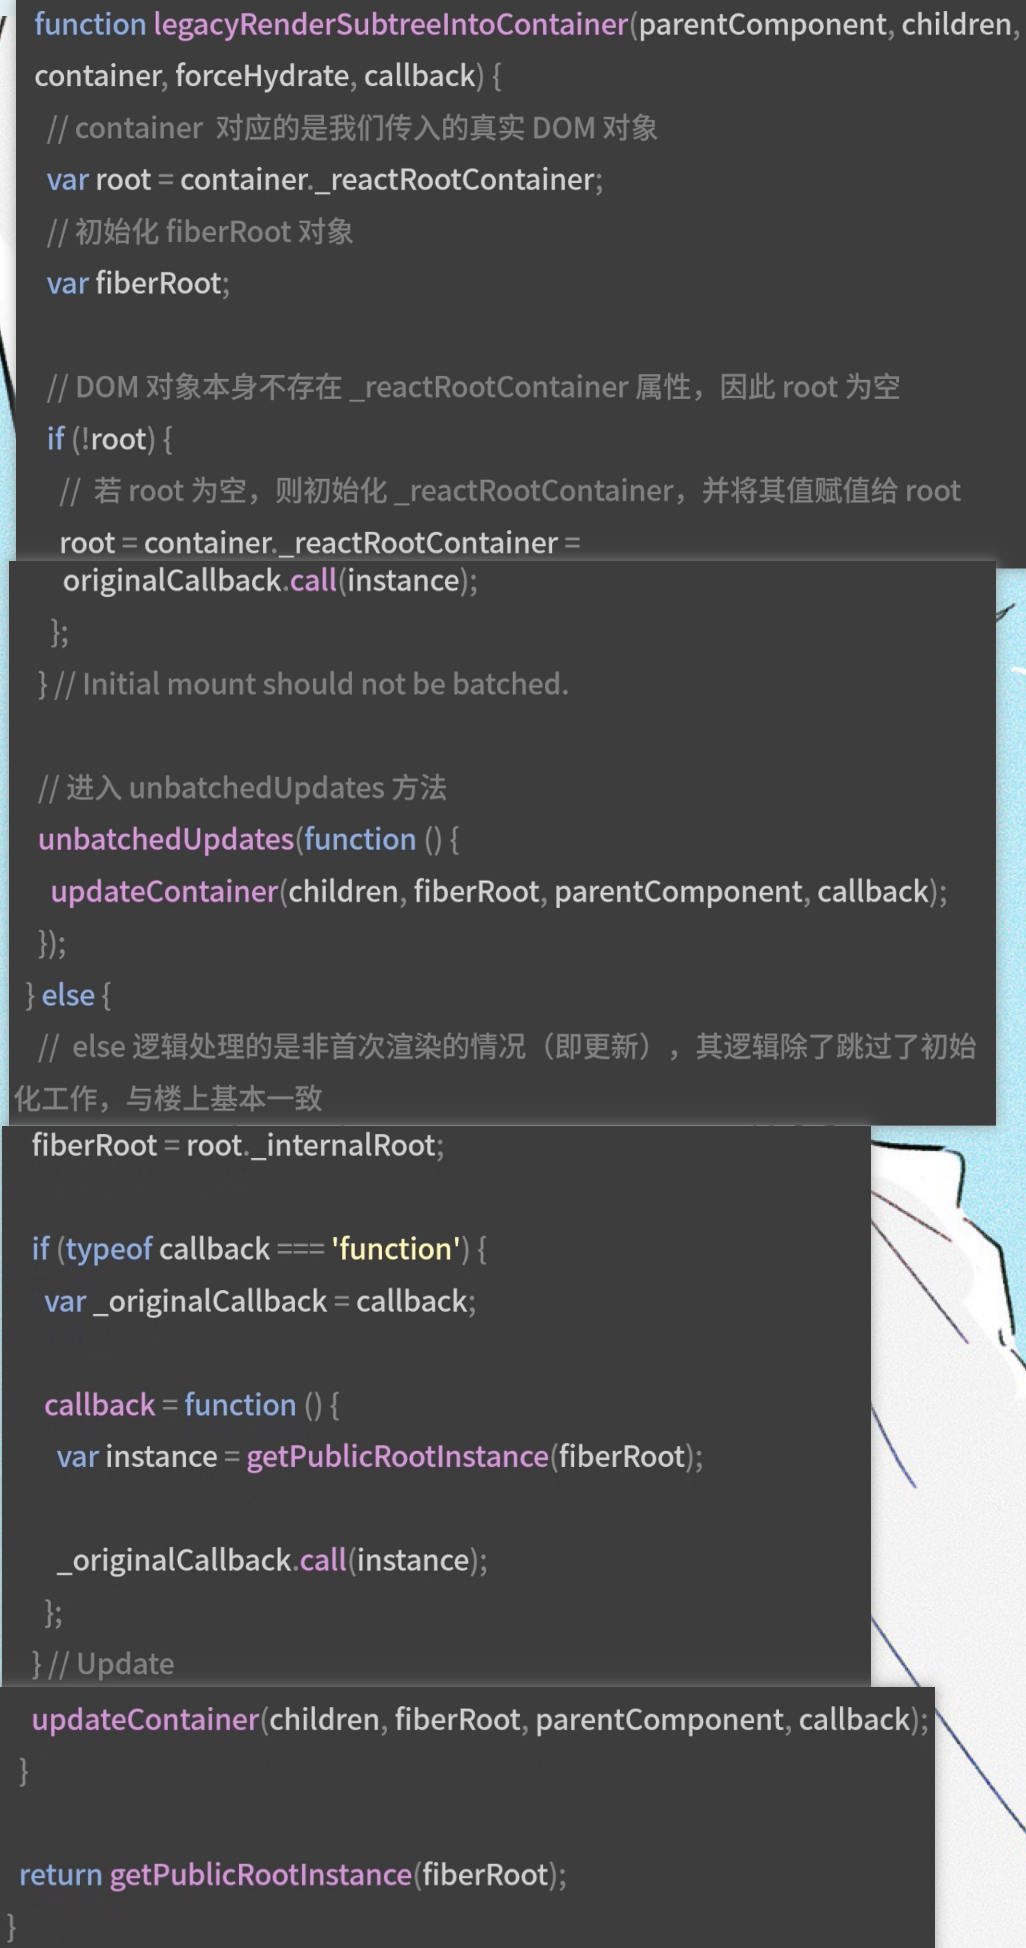 function legacyRenderSubtreeIntoContainer(parentComponent, children,
container, forceHydrate, callback) {
// container 对应的是我们传入的真实 DOM 对象
var root = container._reactRootContainer;
// 初始化 fiberRoot 对象
var fiberRoot;
// DOM 对象本身不存在 _reactRootContainer 属性，因此 root 为空
if (!root) {
// 若 root 为空，则初始化 _reactRootContainer，并将其值赋值给 root
root = container._reactRootContainer =
originalCallback.call(instance);
};
} // Initial mount should not be batched.
// 进入 unbatchedUpdates 方法
unbatchedUpdates(function () {
updateContainer(children, fiberRoot, parentComponent, callback);
});
} else {
// else 逻辑处理的是非首次渲染的情况（即更新），其逻辑除了跳过了初始
化工作，与楼上基本一致
fiberRoot = root._internalRoot;
if (typeof callback === 'function') {
var _originalCallback = callback;
callback = function () {
var instance = getPublicRootInstance(fiberRoot);
_originalCallback.call(instance);
};
} // Update
updateContainer(children, fiberRoot, parentComponent, callback);
}
return getPublicRootInstance(fiberRoot);
}